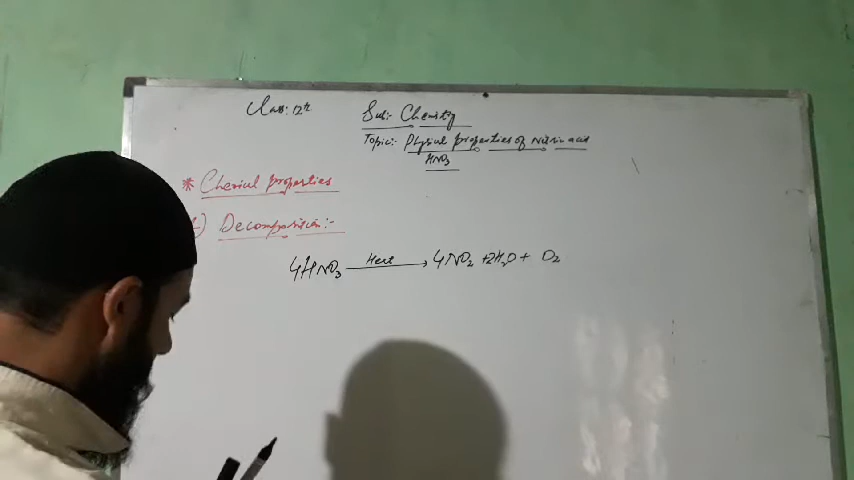 Class: 12th
Sub:- Chemistry
Topic:- Physical properties of Nitric acid
HNO3
* Chemical properties
1) Decomposition:-
4HNO3 Heat → 4NO2 + 2H2O + O2